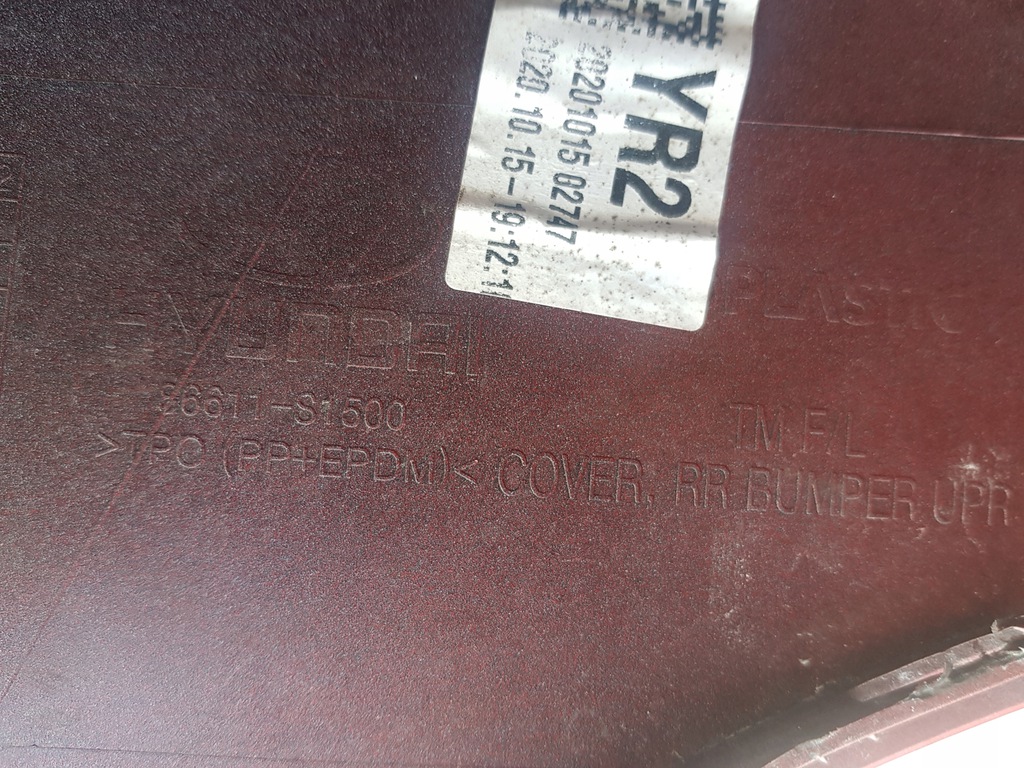 YR2
20201015 02747
2020.10.15-19:12:1
PLASTIC
HYUNDAI
86611-S1500
TM F/L
>TPO (PP+EPDM)< COVER, RR BUMPER UPR